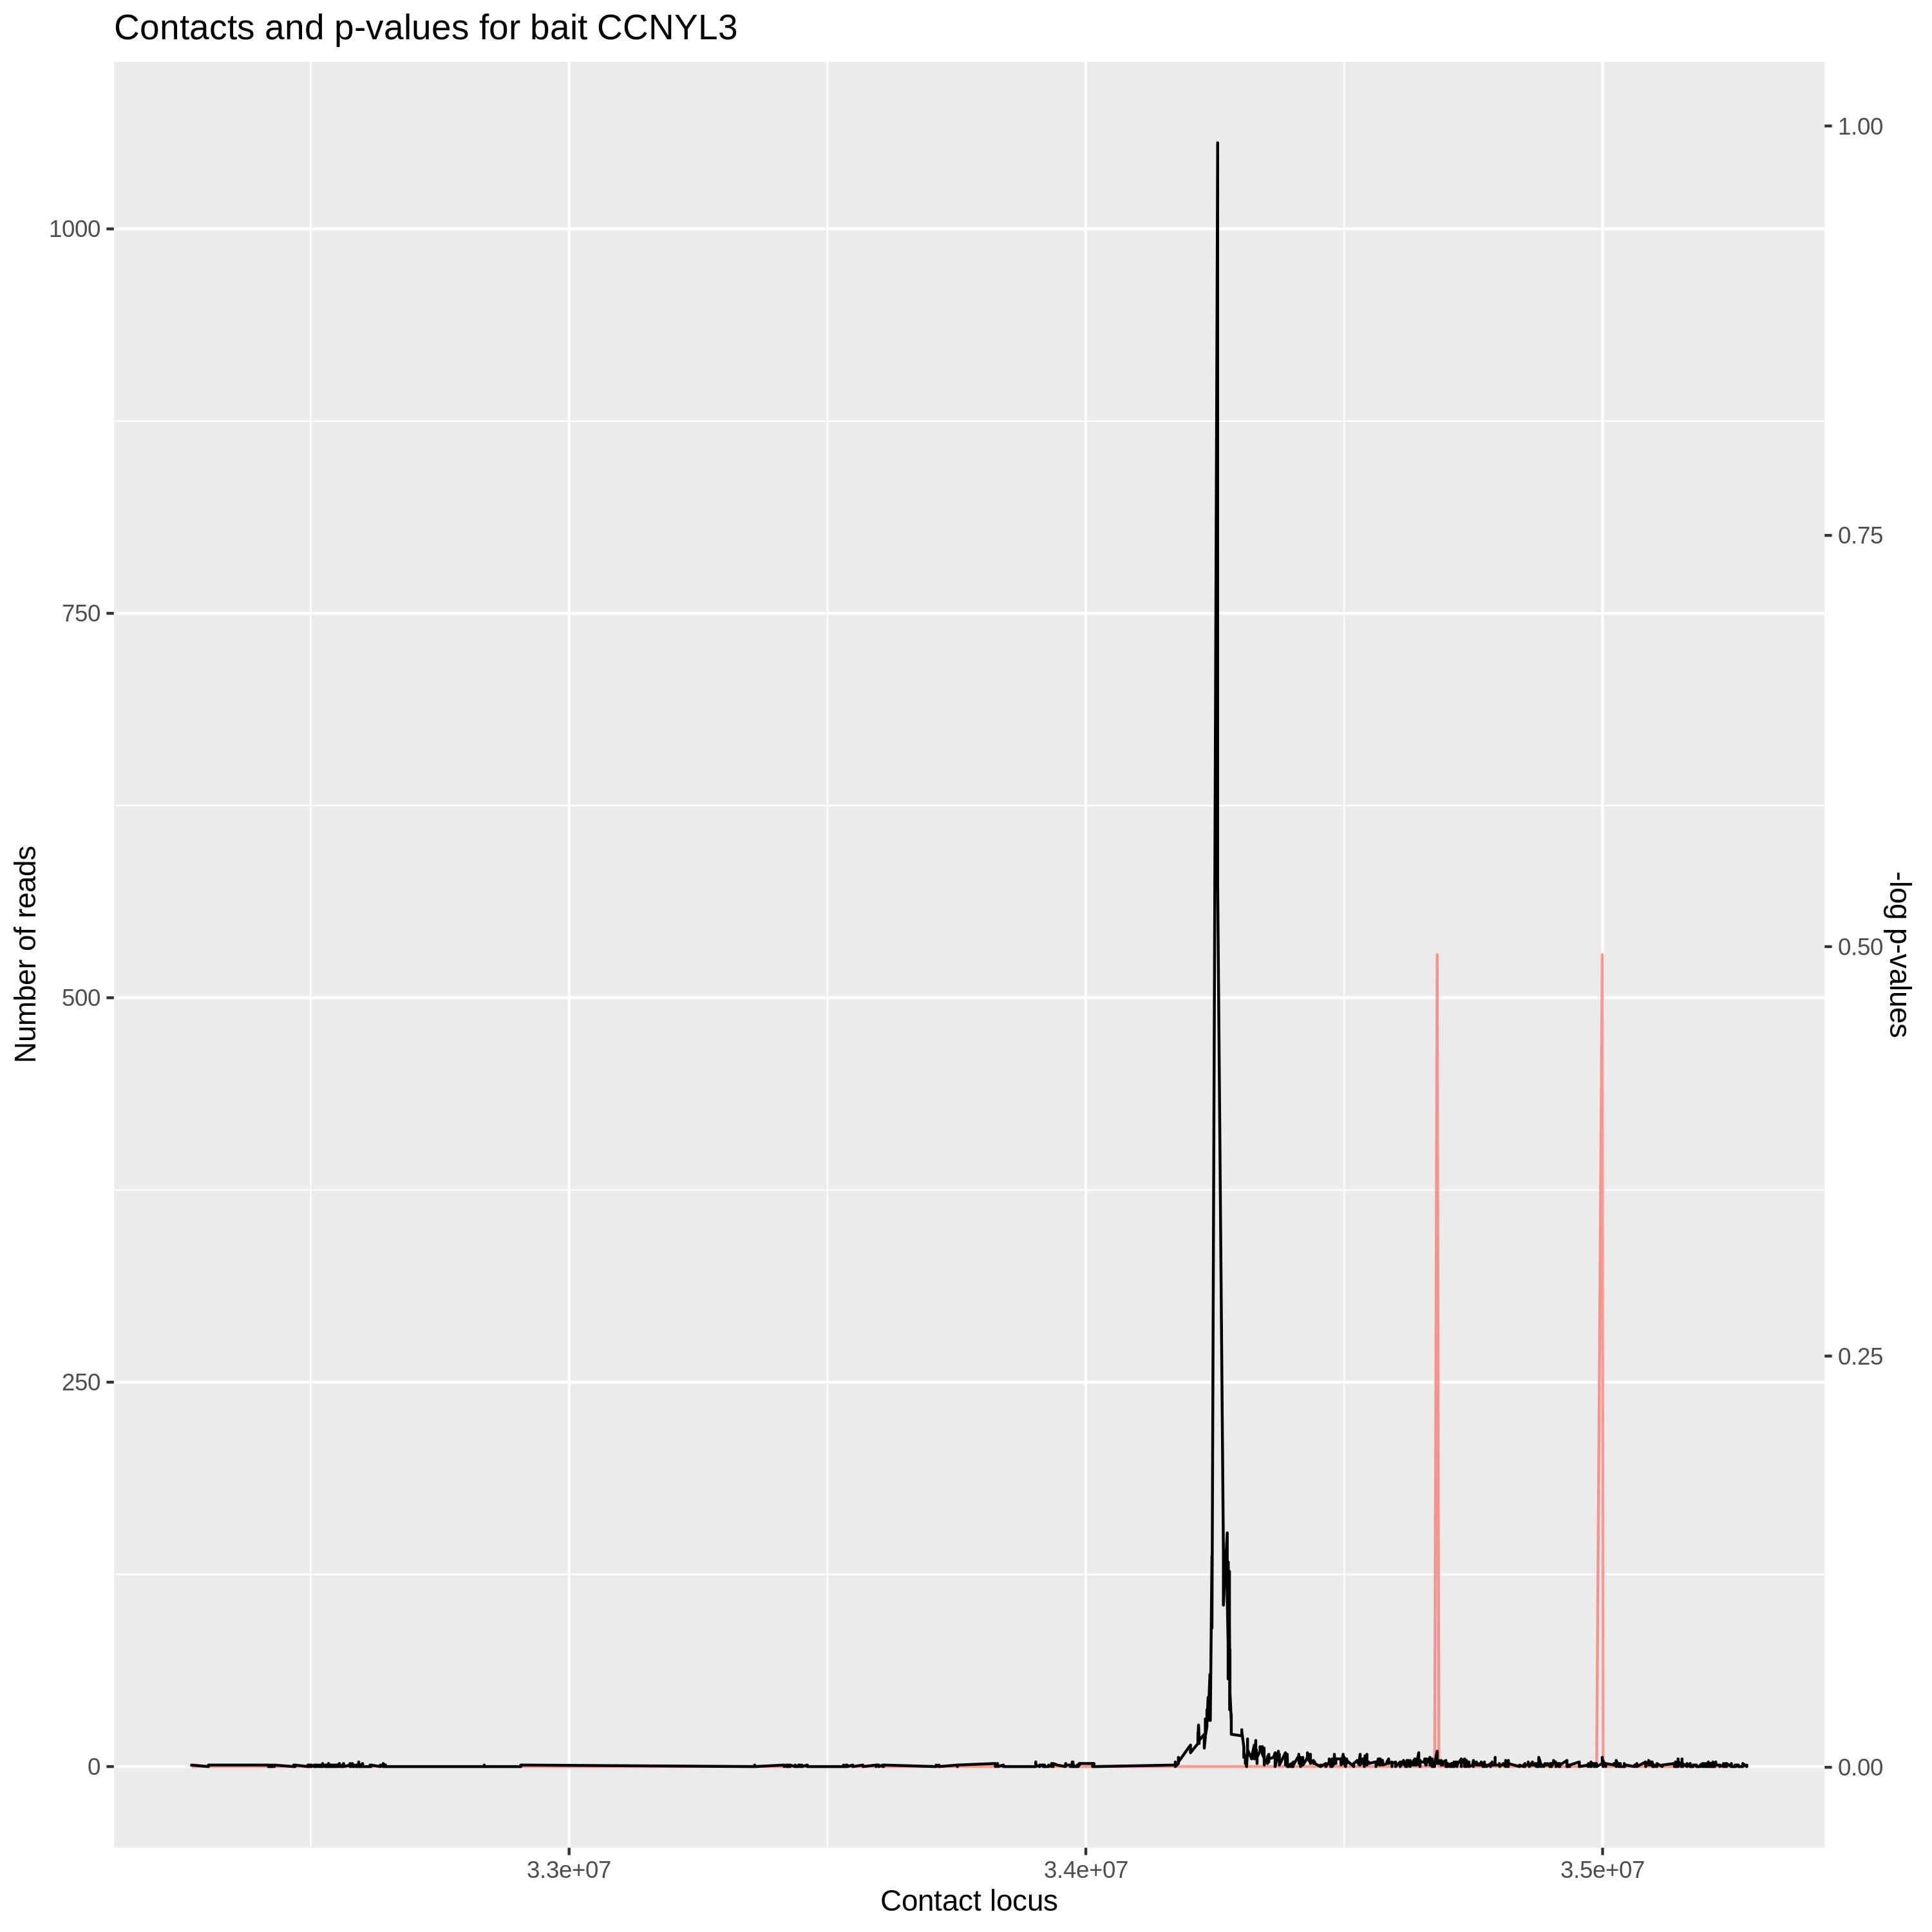 Contacts and p-values for bait CCNYL3
1000
750
500
250
0
Number of reads
1.00
0.75
0.50
0.25
0.00
-log p-values
3.3e+07
3.4e+07
3.5e+07
Contact locus